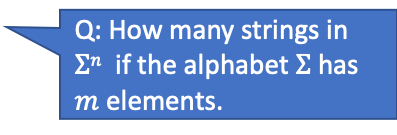 Q: How many strings in
Σⁿ if the alphabet Σ has
m elements.